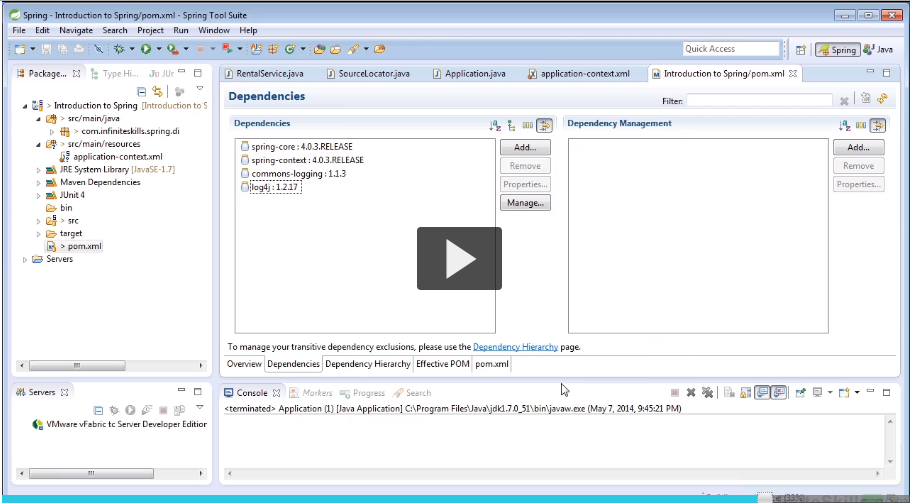 Spring - Introduction to Spring/pom.xml - Spring Tool Suite
File Edit Navigate Search Project Run Window Help
Quick Access
Spring
Java
Package...
Type Hi...
Ju JUr
RentalService.java
SourceLocator.java
Application.java
application-context.xml
Introduction to Spring/pom.xml
Introduction to Spring [Introduction to S
> src/main/java
> com.infiniteskills.spring.di
> src/main/resources
application-context.xml
JRE System Library [JavaSE-1.7]
Maven Dependencies
JUnit 4
bin
> src
target
> pom.xml
Servers
Dependencies
Filter:
Dependencies
spring-core : 4.0.3.RELEASE
spring-context : 4.0.3.RELEASE
commons-logging : 1.1.3
log4j : 1.2.17
Add...
Remove
Properties...
Manage...
Dependency Management
Add...
Remove
Properties...
To manage your transitive dependency exclusions, please use the Dependency Hierarchy page.
Overview Dependencies Dependency Hierarchy Effective POM pom.xml
Servers
VMware vFabric tc Server Developer Edition
Console
Markers
Progress
Search
<terminated> Application (1) [Java Application] C:\Program Files\Java\jdk1.7.0_51\bin\javaw.exe (May 7, 2014, 9:45:21 PM)